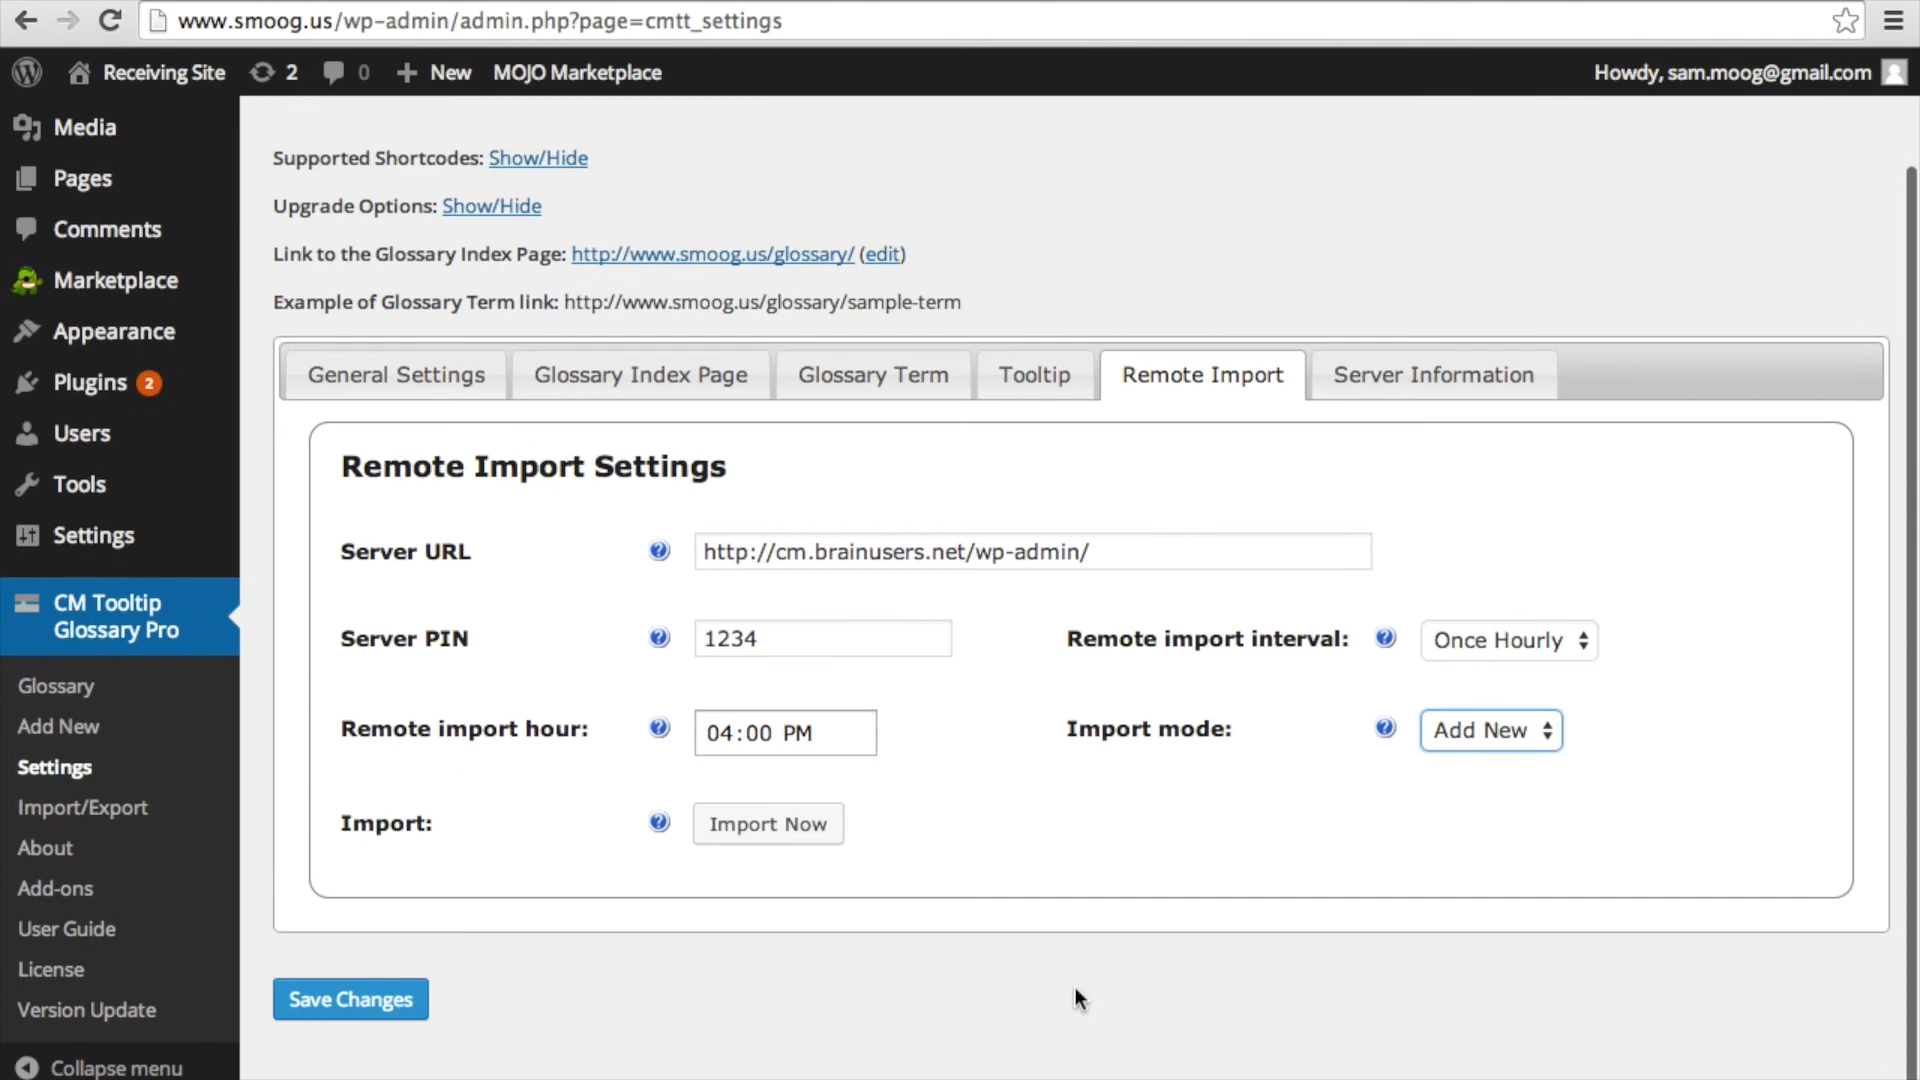 www.smoog.us/wp-admin/admin.php?page=cmtt_settings
Receiving Site 2 0 New MOJO Marketplace Howdy, sam.moog@gmail.com
Media
Pages
Comments
Marketplace
Appearance
Plugins 2
Users
Tools
Settings
CM Tooltip
Glossary Pro
Glossary
Add New
Settings
Import/Export
About
Add-ons
User Guide
License
Version Update
Collapse menu
Supported Shortcodes: Show/Hide
Upgrade Options: Show/Hide
Link to the Glossary Index Page: http://www.smoog.us/glossary/ (edit)
Example of Glossary Term link: http://www.smoog.us/glossary/sample-term
General Settings Glossary Index Page Glossary Term Tooltip Remote Import Server Information
Remote Import Settings
Server URL ? http://cm.brainusers.net/wp-admin/
Server PIN ? 1234 Remote import interval: ? Once Hourly
Remote import hour: ? 04:00 PM Import mode: ? Add New
Import: ? Import Now
Save Changes